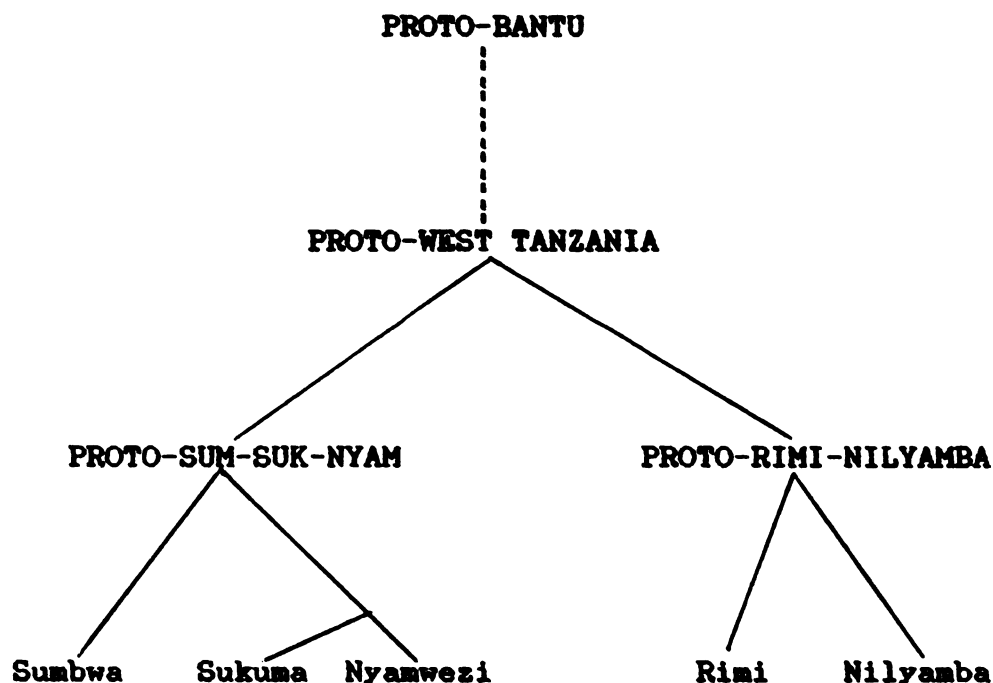 PROTO-BANTU
PROTO-WEST TANZANIA
PROTO-SUM-SUK-NYAM PROTO-RIMI-NILYAMBA
Sumbwa Sukuma Nyamwezi Rimi Nilyamba